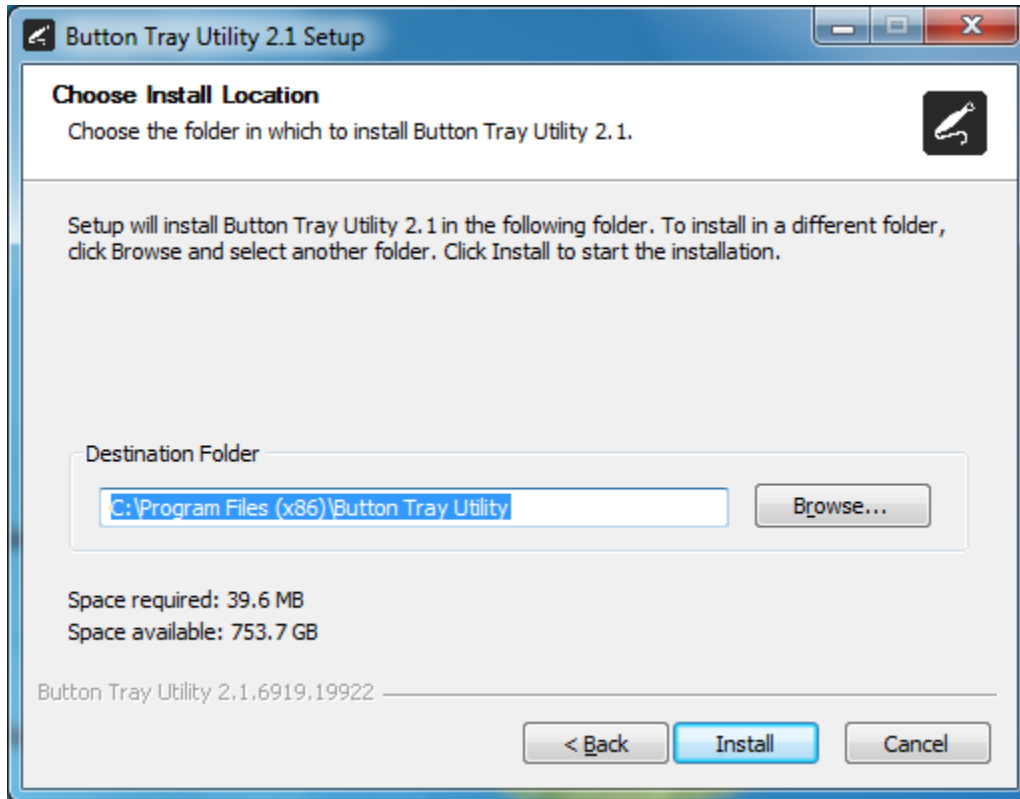 Button Tray Utility 2.1 Setup
Choose Install Location
Choose the folder in which to install Button Tray Utility 2.1.
Setup will install Button Tray Utility 2.1 in the following folder. To install in a different folder,
click Browse and select another folder. Click Install to start the installation.
Destination Folder
C:\Program Files (x86)\Button Tray Utility
Browse...
Space required: 39.6 MB
Space available: 753.7 GB
Button Tray Utility 2.1.6919.19922
< Back Install Cancel